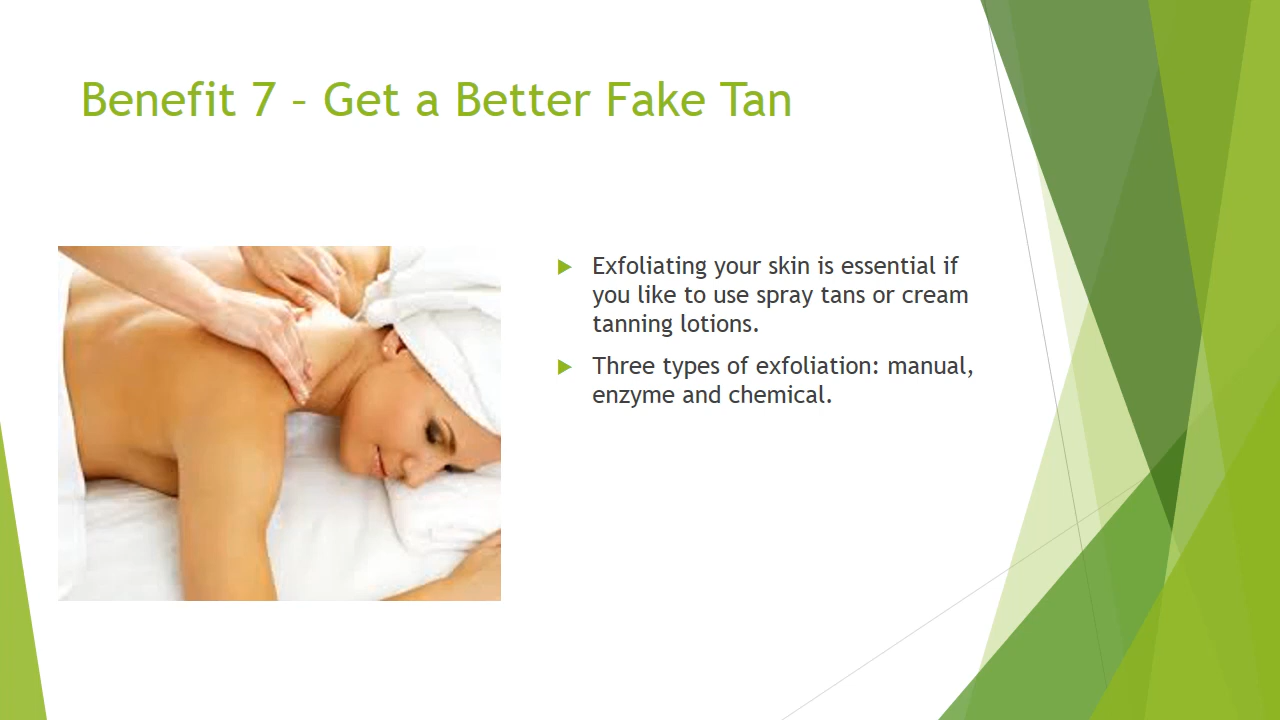 Benefit 7 - Get a Better Fake Tan
Exfoliating your skin is essential if
you like to use spray tans or cream
tanning lotions.
Three types of exfoliation: manual,
enzyme and chemical.